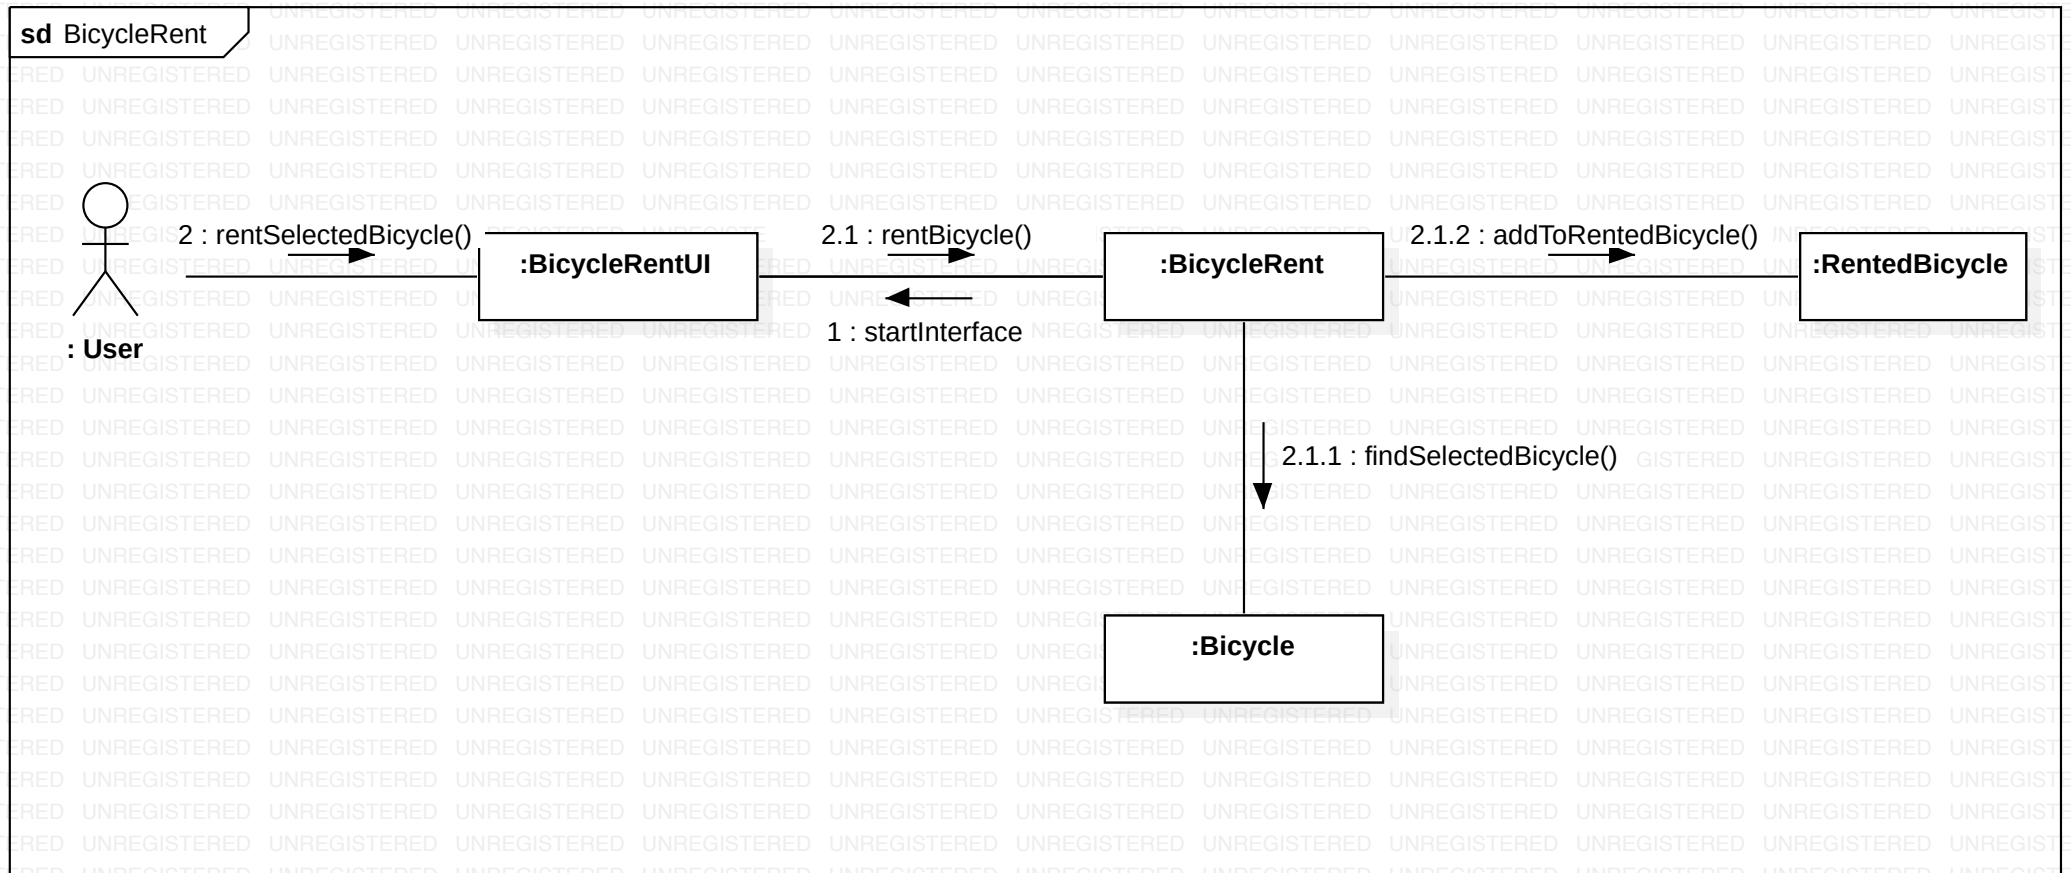 sd BicycleRent
2 : rentSelectedBicycle()
2.1 : rentBicycle()
2.1.2 : addToRentedBicycle()
:BicycleRentUI
:BicycleRent
:RentedBicycle
1 : startInterface
: User
2.1.1 : findSelectedBicycle()
:Bicycle
UNREGISTERED